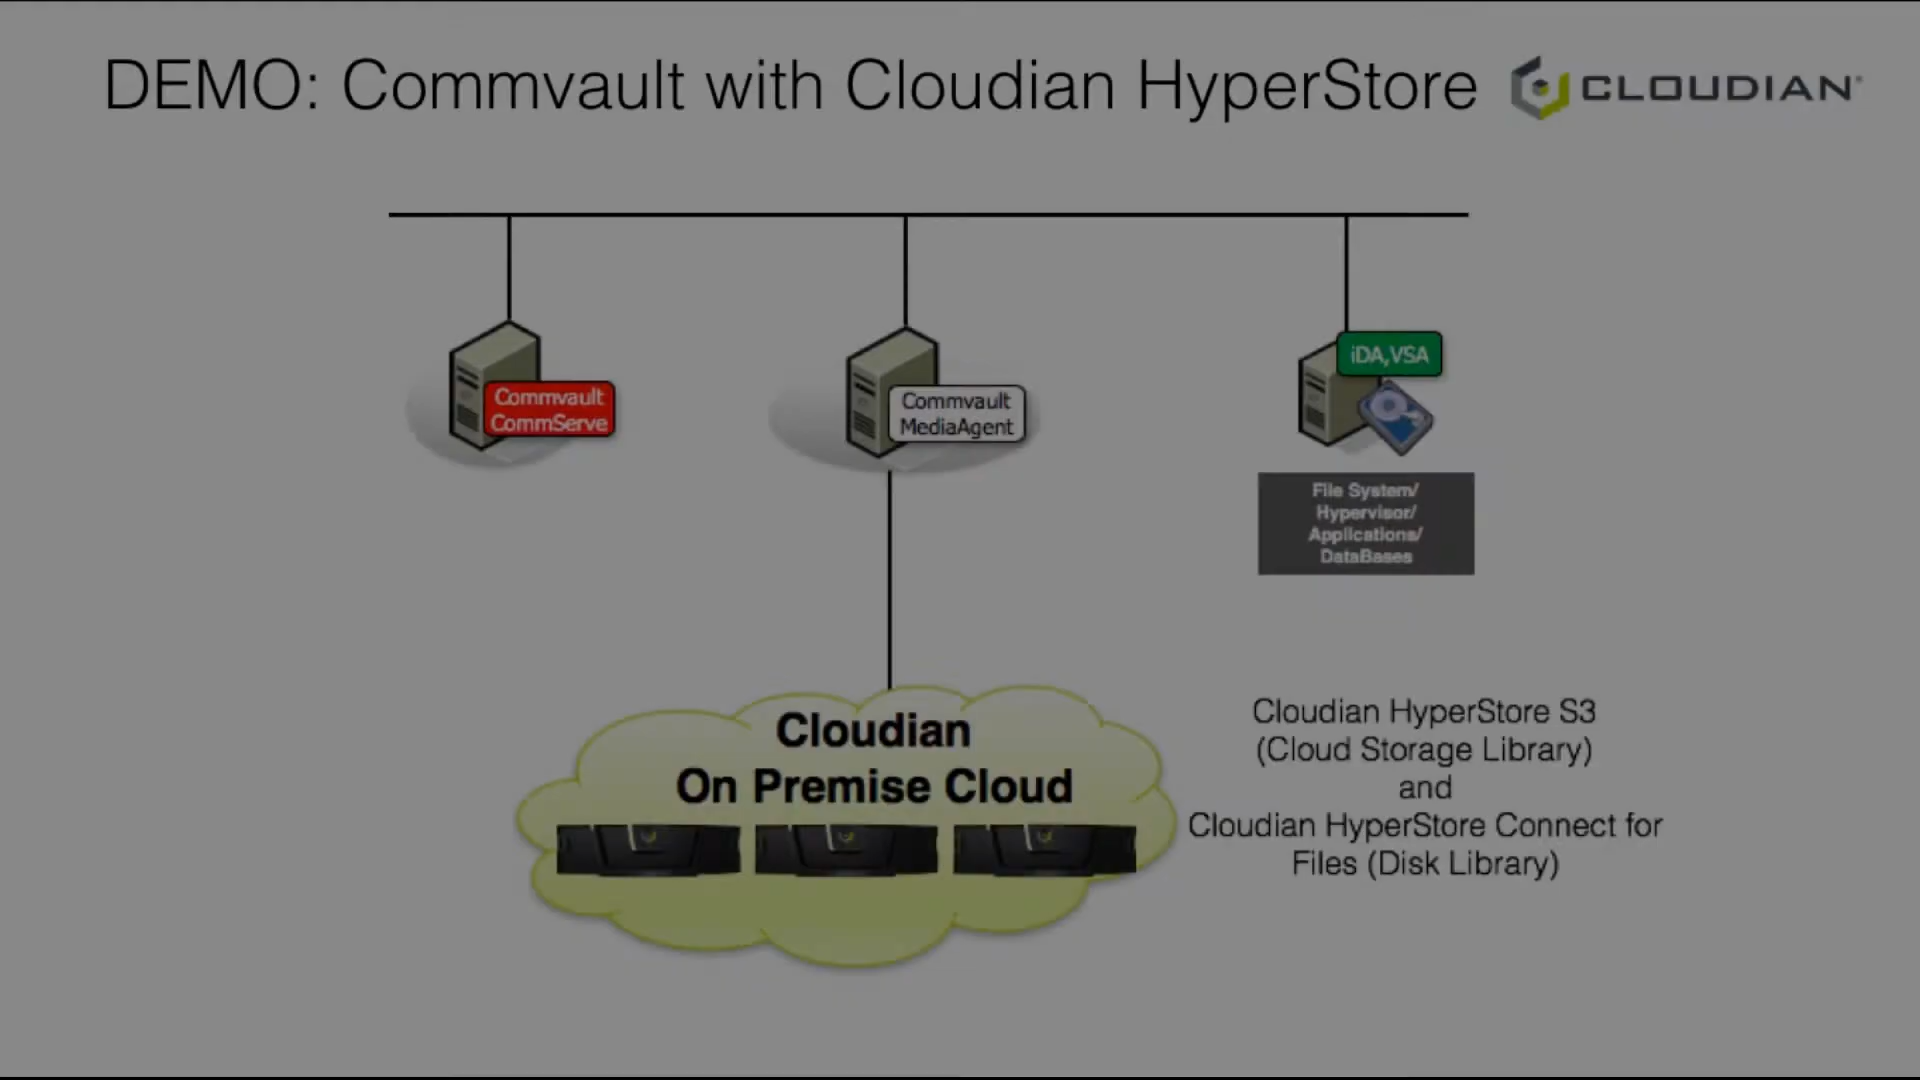 DEMO: Commvault with Cloudian HyperStore
CLOUDIAN®
iDA,VSA
Commvault
CommServe
Commvault
MediaAgent
File System/
Hypervisor/
Applications/
DataBases
Cloudian
On Premise Cloud
Cloudian HyperStore S3
(Cloud Storage Library)
and
Cloudian HyperStore Connect for
Files (Disk Library)